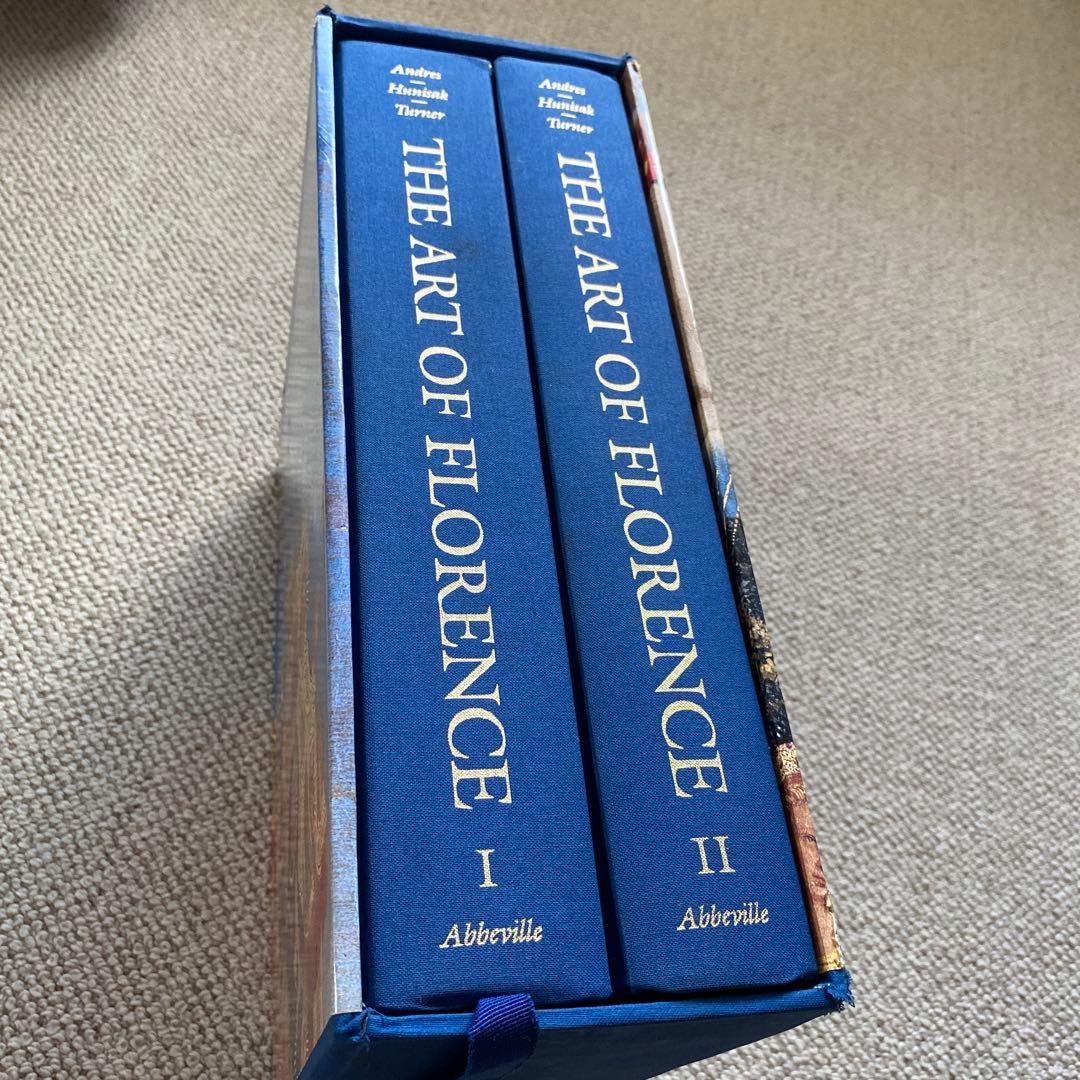 Andres
Hunisak
Turner
THE ART OF FLORENCE
I
Abbeville
Andres
Hunisak
Turner
THE ART OF FLORENCE
II
Abbeville